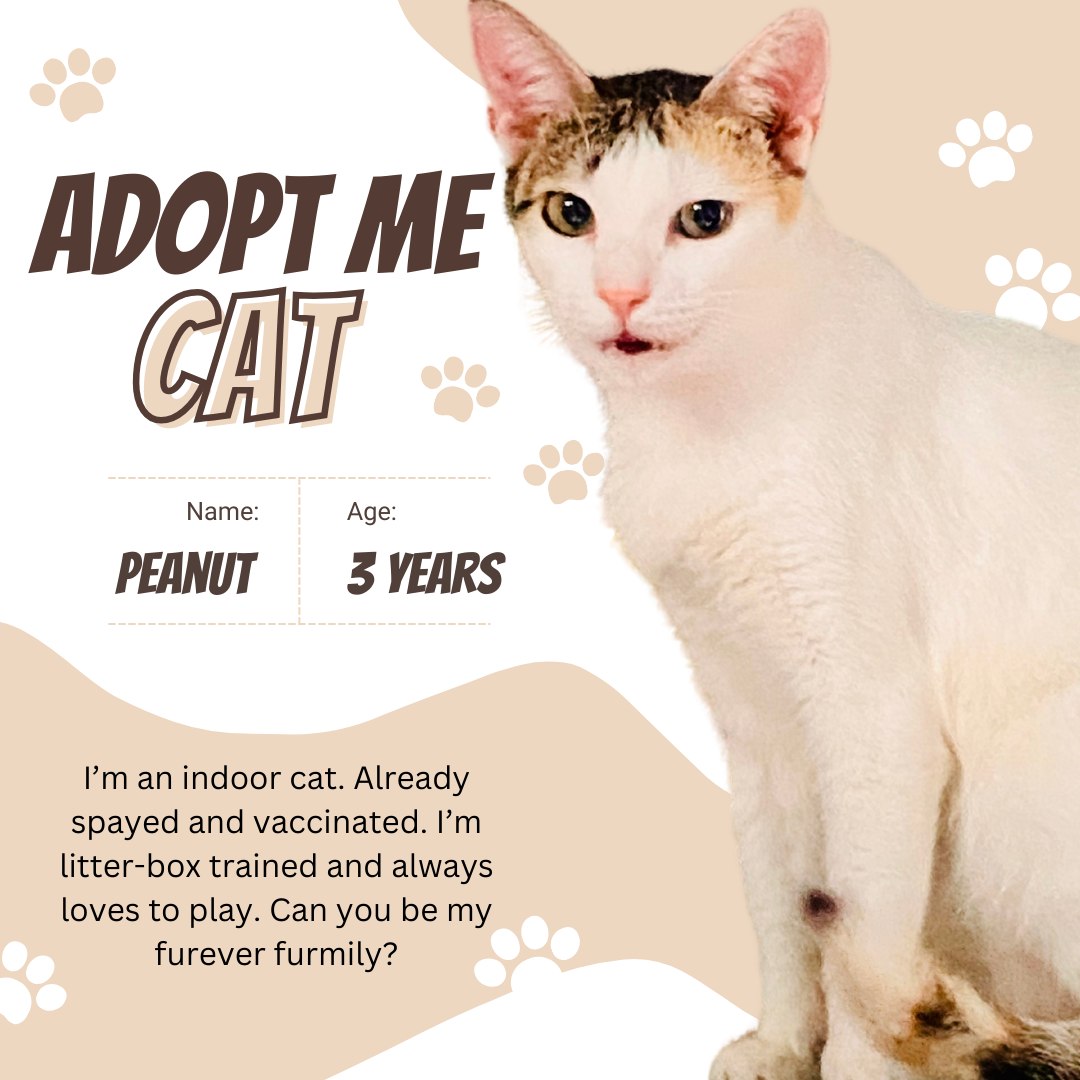 ADOPT ME
CAT
Name:
PEANUT
Age:
3 YEARS
I’m an indoor cat. Already
spayed and vaccinated. I’m
litter-box trained and always
loves to play. Can you be my
furever furmily?